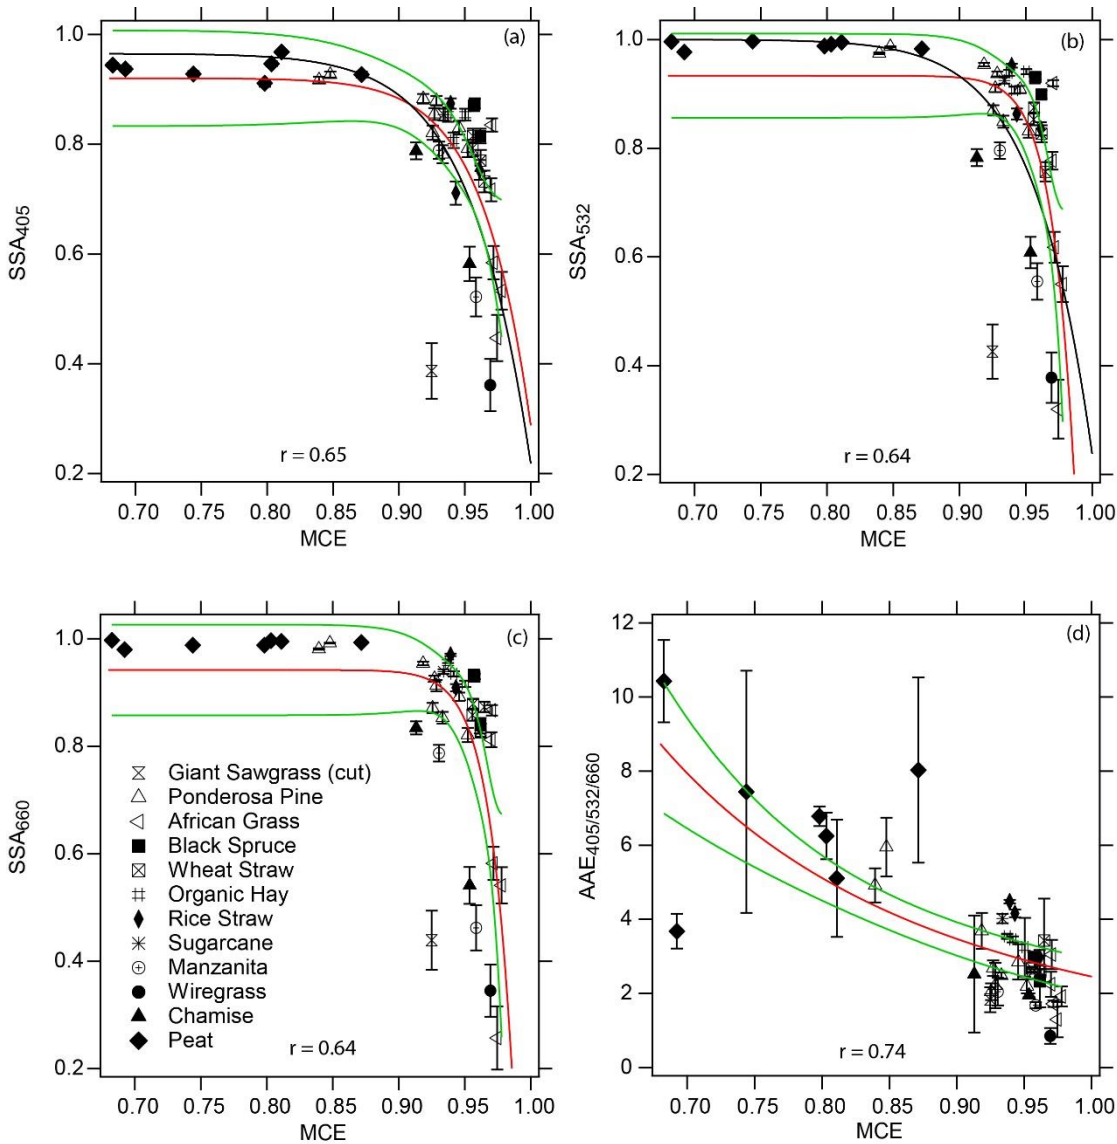 (a)
1.0
0.8
0.6
0.4
0.2
SSA405
r = 0.65
0.70 0.75 0.80 0.85 0.90 0.95 1.00
MCE
(b)
1.0
0.8
0.6
0.4
0.2
SSA532
r = 0.64
0.70 0.75 0.80 0.85 0.90 0.95 1.00
MCE
(c)
1.0
0.8
0.6
0.4
0.2
SSA660
Giant Sawgrass (cut)
Ponderosa Pine
African Grass
Black Spruce
Wheat Straw
Organic Hay
Rice Straw
Sugarcane
Manzanita
Wiregrass
Chamise
Peat
r = 0.64
0.70 0.75 0.80 0.85 0.90 0.95 1.00
MCE
(d)
12
10
8
6
4
2
0
AAE405/532/660
r = 0.74
0.70 0.75 0.80 0.85 0.90 0.95 1.00
MCE